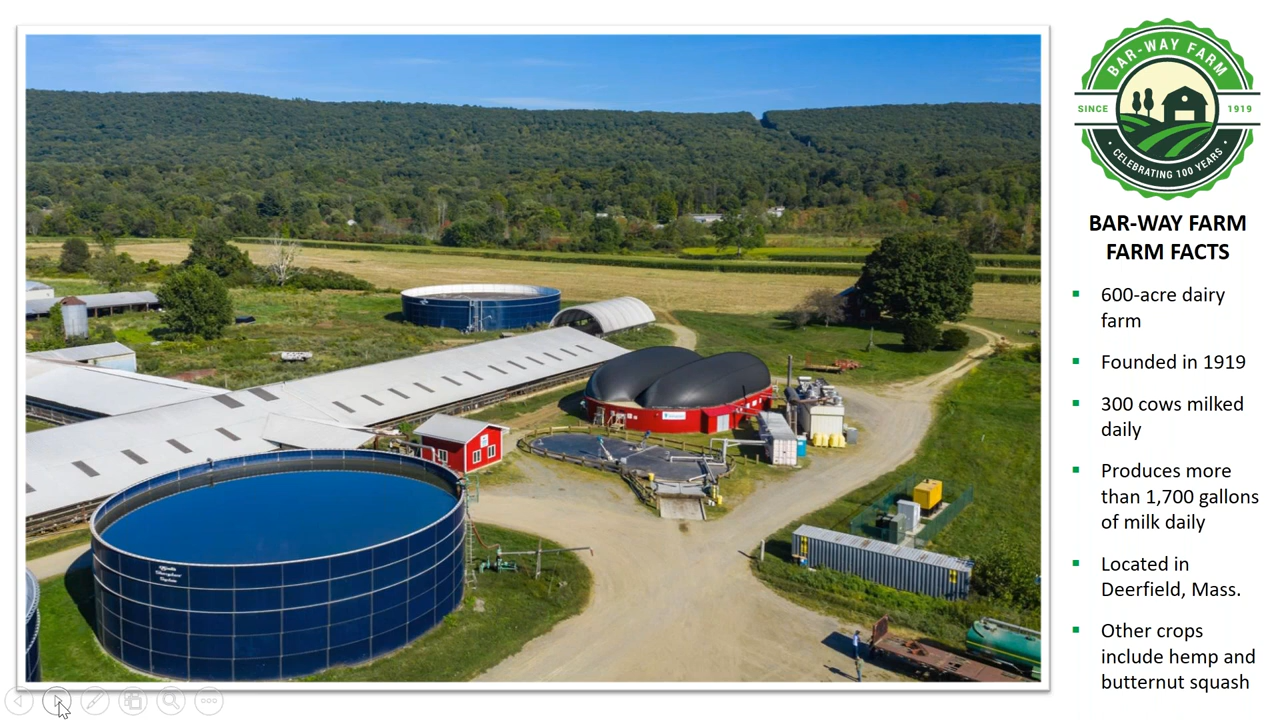 BAR-WAY FARM
SINCE 1919
• CELEBRATING 100 YEARS •
BAR-WAY FARM
FARM FACTS
▪ 600-acre dairy
farm
▪ Founded in 1919
▪ 300 cows milked
daily
▪ Produces more
than 1,700 gallons
of milk daily
▪ Located in
Deerfield, Mass.
▪ Other crops
include hemp and
butternut squash